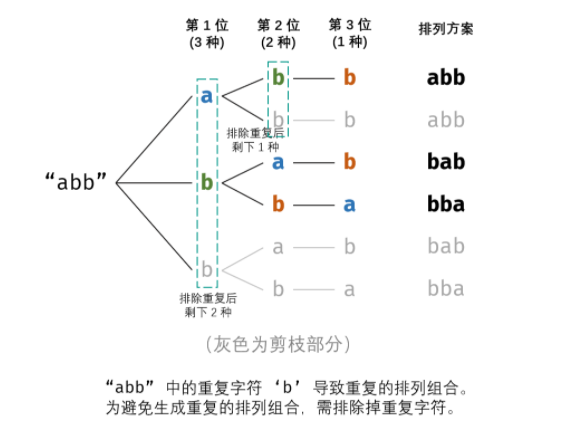 第 1 位 第 2 位 第 3 位 排列方案
(3 种) (2 种) (1 种)
b b abb
a
b b abb
排除重复后
剩下 1 种
a b bab
“abb” b
b a bba
a b bab
b
b a bba
排除重复后
剩下 2 种
（灰色为剪枝部分）
“abb” 中的重复字符 ‘b’ 导致重复的排列组合。
为避免生成重复的排列组合，需排除掉重复字符。